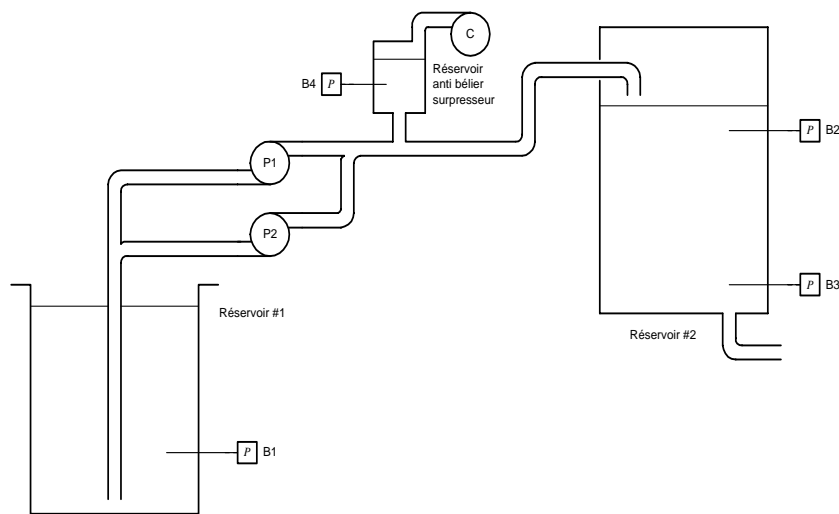 C
Réservoir
anti bélier
surpresseur
B4
P
P
B2
P1
P2
P
B3
Réservoir #1
Réservoir #2
P
B1